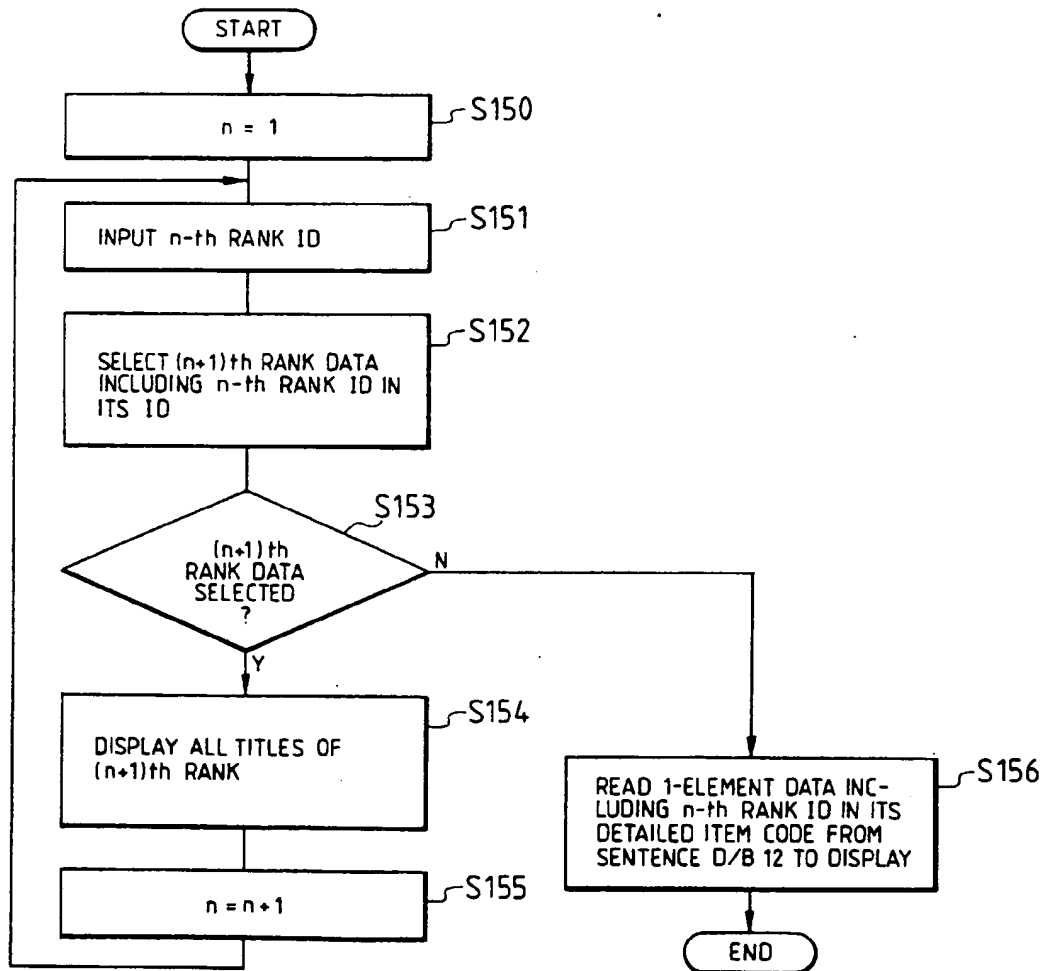 START
n = 1
S150
INPUT n-th RANK ID
S151
SELECT (n+1)th RANK DATA
INCLUDING n-th RANK ID IN
ITS ID
S152
(n+1)th
RANK DATA
SELECTED
?
S153
N
Y
DISPLAY ALL TITLES OF
(n+1)th RANK
S154
n = n+1
S155
READ 1-ELEMENT DATA INC-
LUDING n-th RANK ID IN ITS
DETAILED ITEM CODE FROM
SENTENCE D/B 12 TO DISPLAY
S156
END